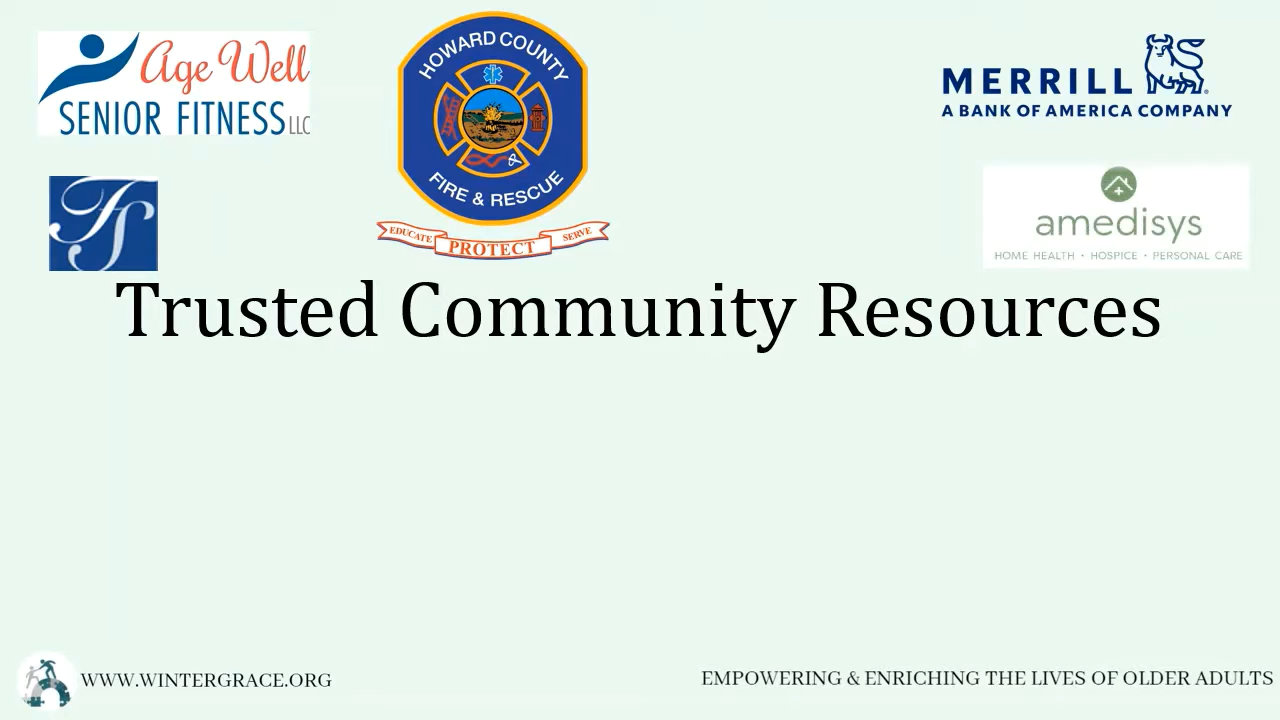 Age Well
SENIOR FITNESS LLC
HOWARD COUNTY
FIRE & RESCUE
EDUCATE PROTECT SERVE
MERRILL
A BANK OF AMERICA COMPANY
amedisys
HOME HEALTH • HOSPICE • PERSONAL CARE
Trusted Community Resources
WWW.WINTERGRACE.ORG
EMPOWERING & ENRICHING THE LIVES OF OLDER ADULTS